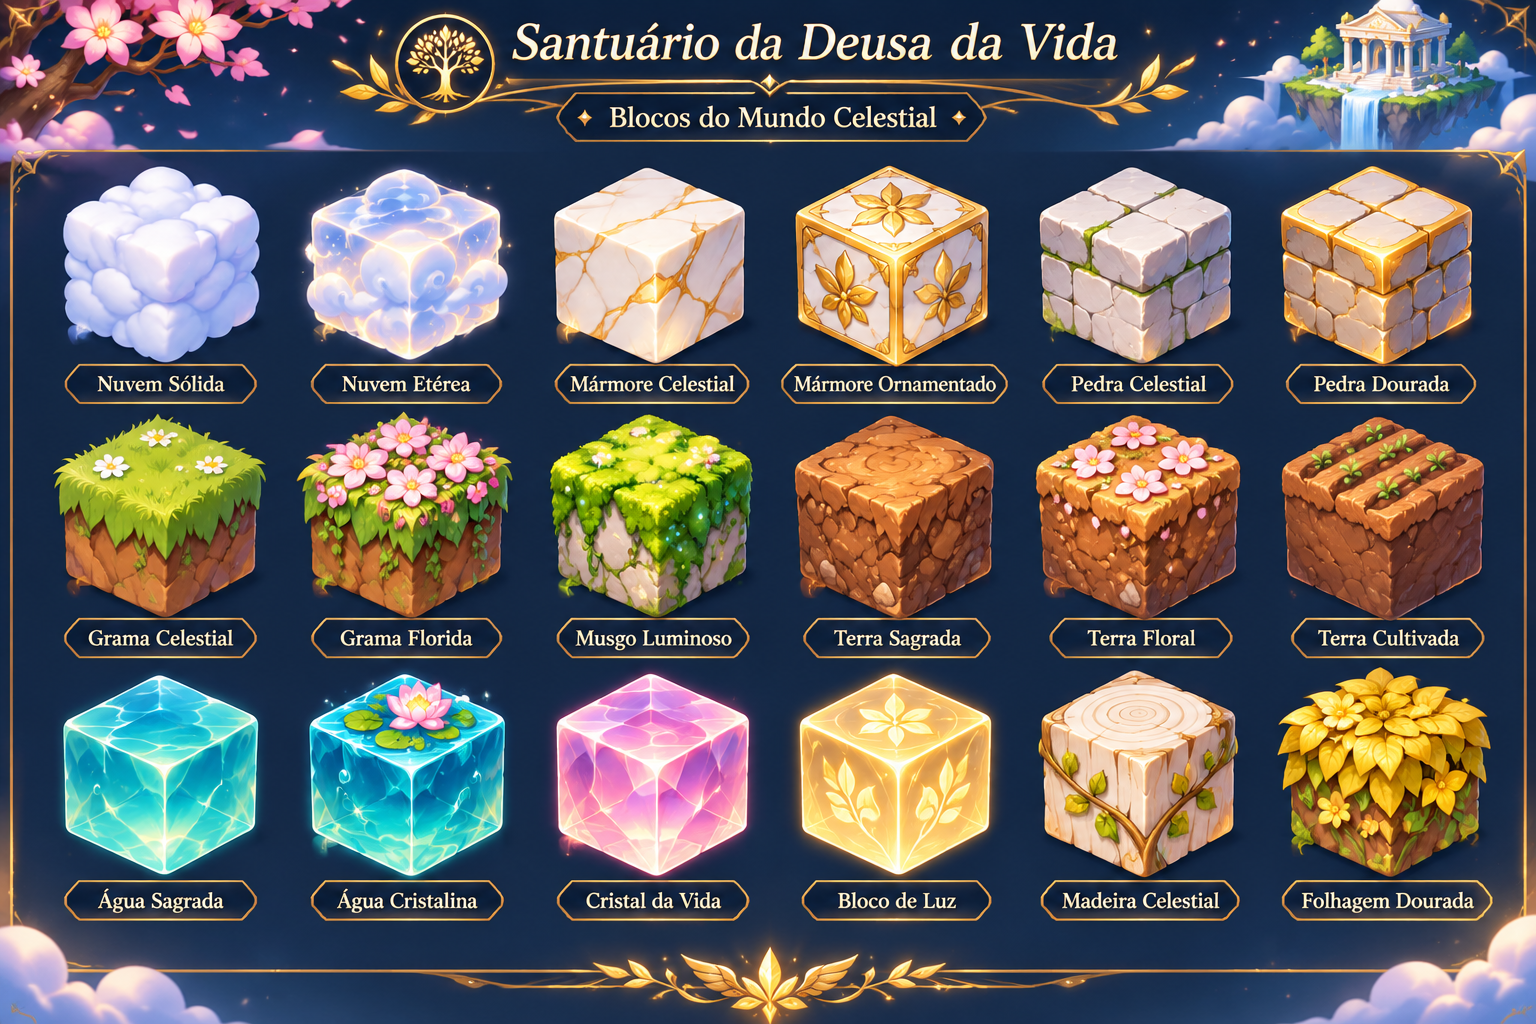 Santuário da Deusa da Vida
Blocos do Mundo Celestial
Nuvem Sólida
Nuvem Etérea
Mármore Celestial
Mármore Ornamentado
Pedra Celestial
Pedra Dourada
Grama Celestial
Grama Florida
Musgo Luminoso
Terra Sagrada
Terra Floral
Terra Cultivada
Água Sagrada
Água Cristalina
Cristal da Vida
Bloco de Luz
Madeira Celestial
Folhagem Dourada